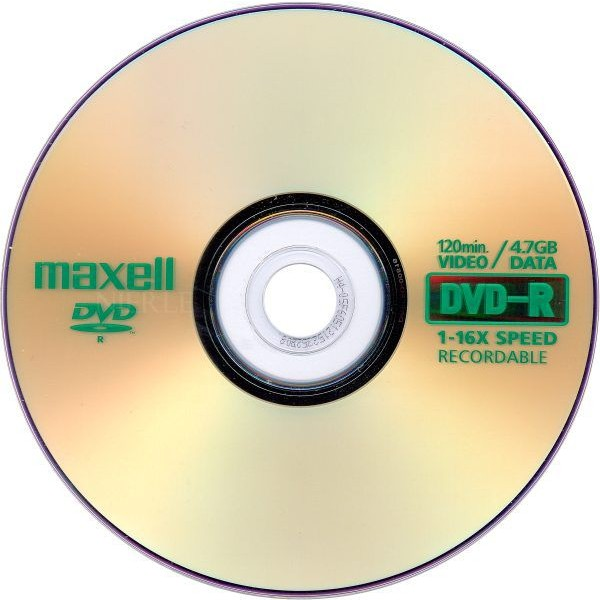 maxell
DVD
R
120min. / 4.7GB
VIDEO / DATA
DVD-R
1-16X SPEED
RECORDABLE